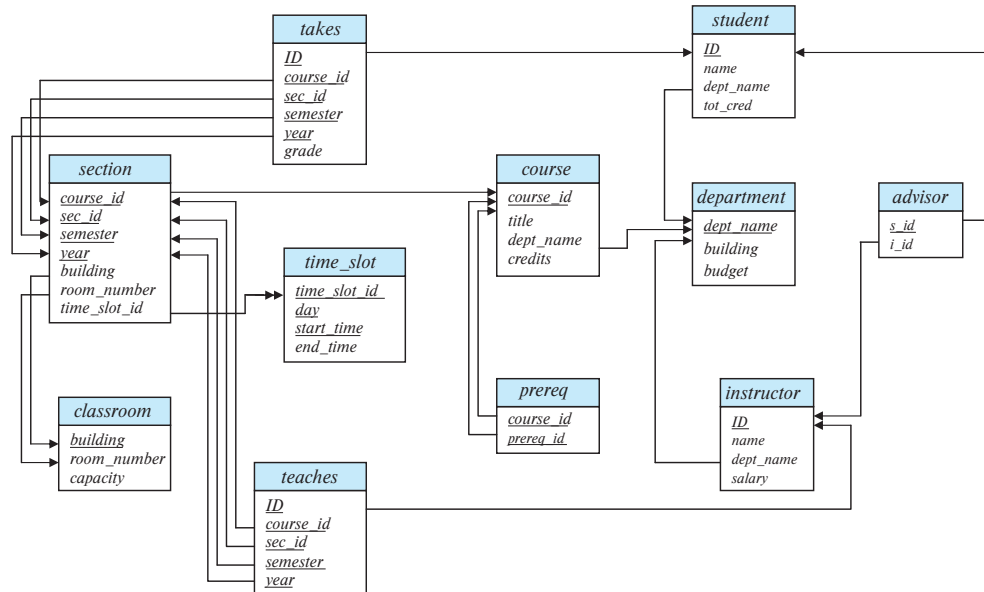 takes
ID
course_id
sec_id
semester
year
grade
student
ID
name
dept_name
tot_cred
section
course_id
sec_id
semester
year
building
room_number
time_slot_id
course
course_id
title
dept_name
credits
department
dept_name
building
budget
advisor
s_id
i_id
time_slot
time_slot_id
day
start_time
end_time
prereq
course_id
prereq_id
instructor
ID
name
dept_name
salary
classroom
building
room_number
capacity
teaches
ID
course_id
sec_id
semester
year